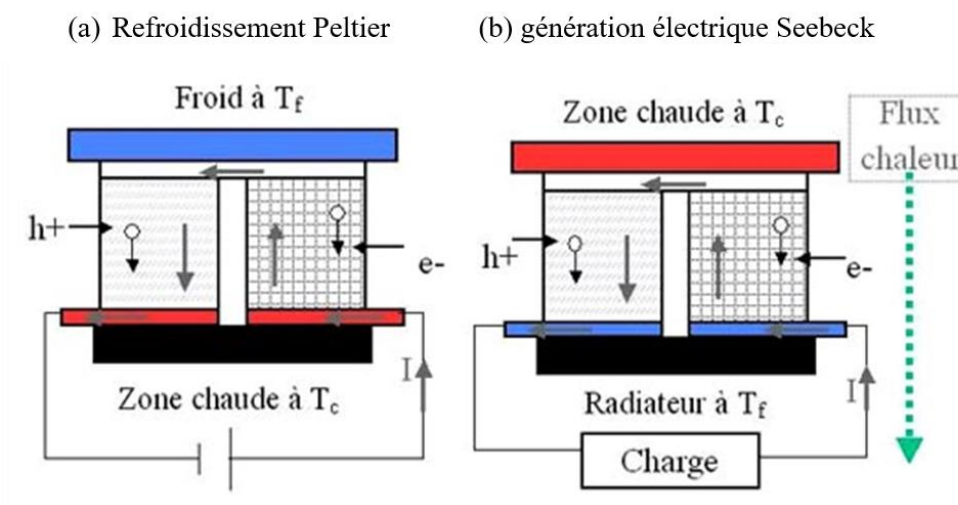 (a) Refroidissement Peltier
(b) génération électrique Seebeck
Froid à Tf
h+
e-
I
Zone chaude à Tc
Zone chaude à Tc
Flux
chaleur
h+
e-
I
Radiateur à Tf
Charge